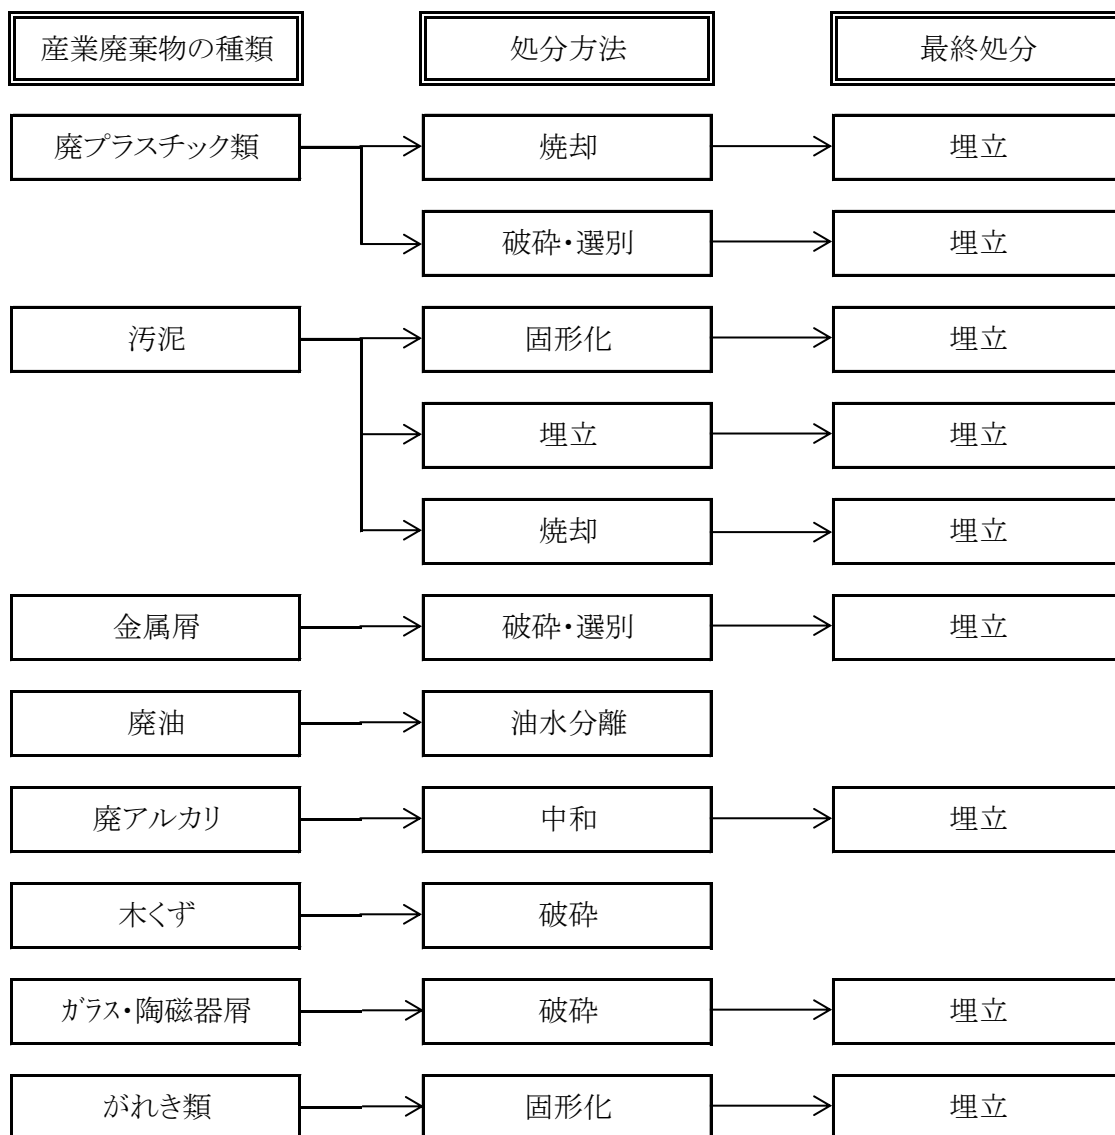 産業廃棄物の種類 処分方法 最終処分
廃プラスチック類 焼却 埋立
破砕・選別 埋立
汚泥 固形化 埋立
埋立 埋立
焼却 埋立
金属屑 破砕・選別 埋立
廃油 油水分離
廃アルカリ 中和 埋立
木くず 破砕
ガラス・陶磁器屑 破砕 埋立
がれき類 固形化 埋立